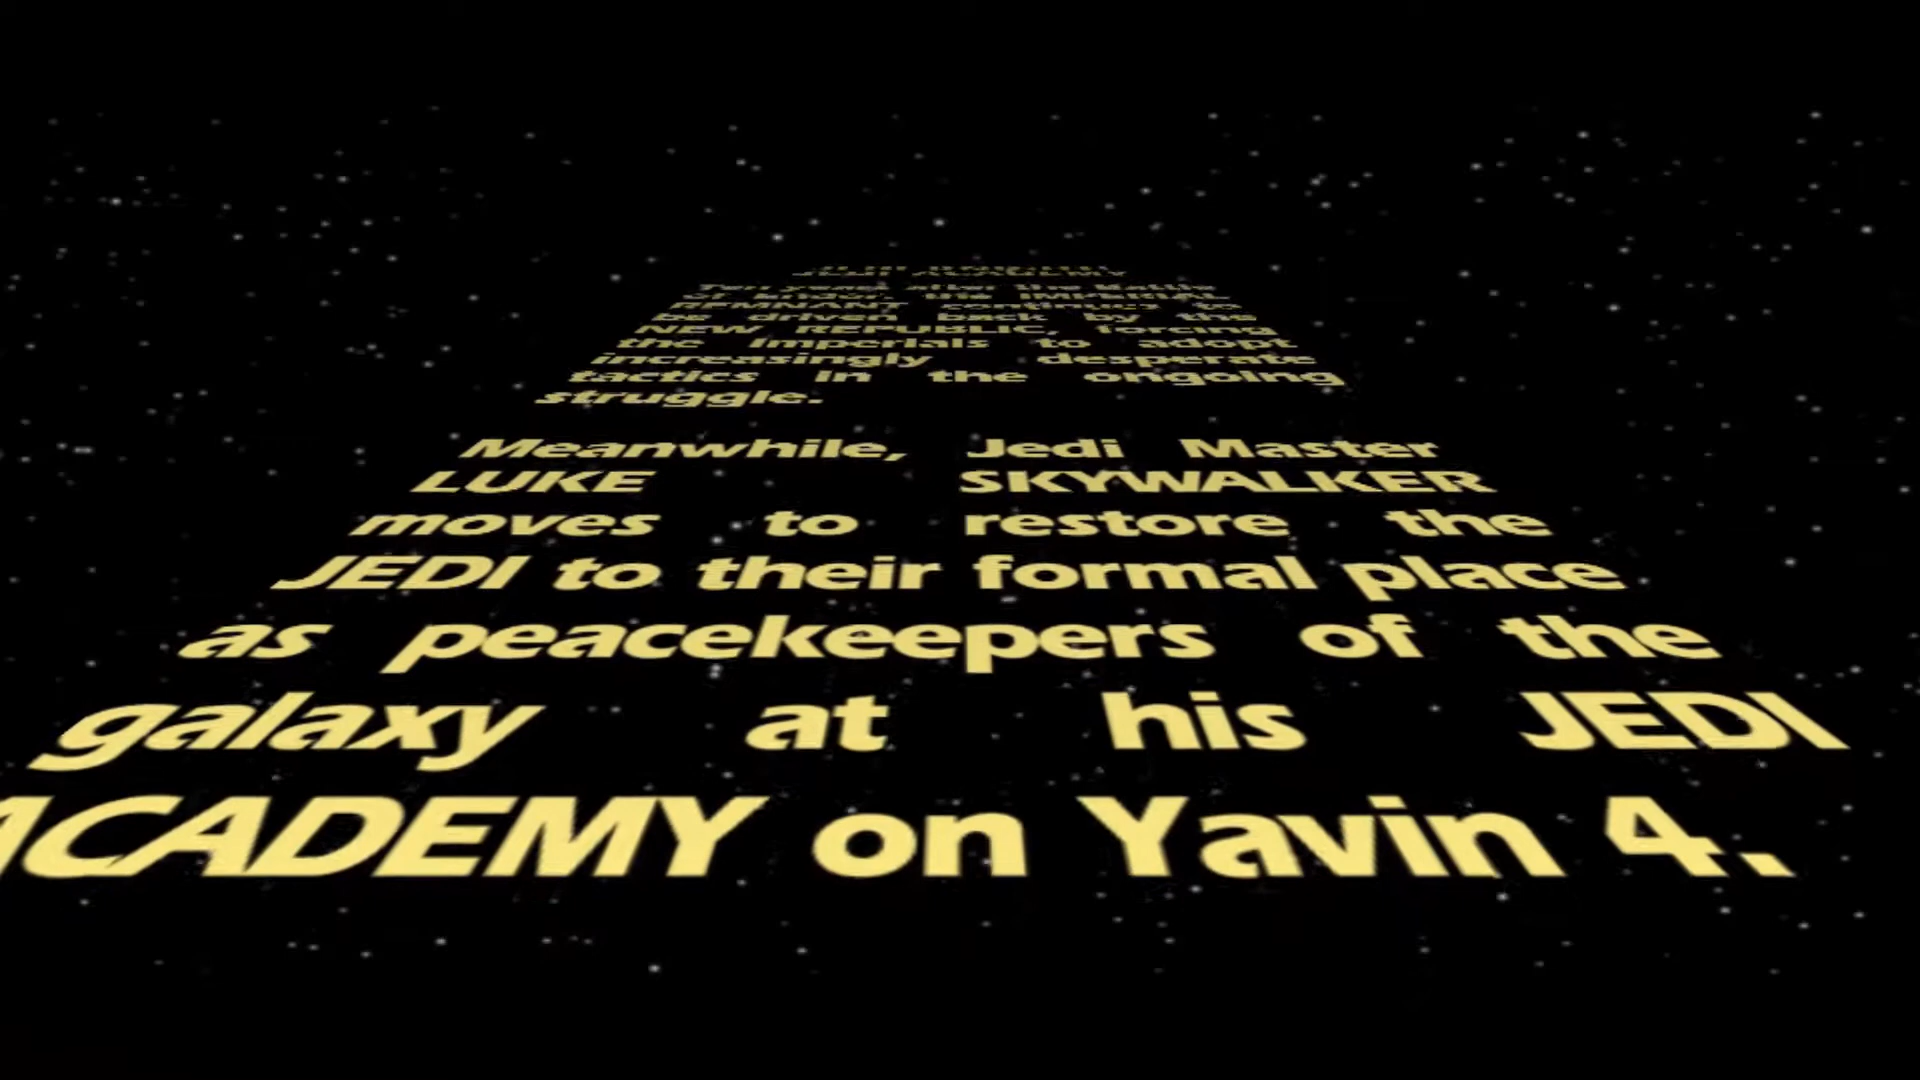 JEDI ACADEMY
Ten years after the Battle
of Endor, the IMPERIAL
REMNANT continues to
be driven back by the
NEW REPUBLIC, forcing
the Imperials to adopt
increasingly desperate
tactics in the ongoing
struggle.
Meanwhile, Jedi Master
LUKE SKYWALKER
moves to restore the
JEDI to their formal place
as peacekeepers of the
galaxy at his JEDI
ACADEMY on Yavin 4.